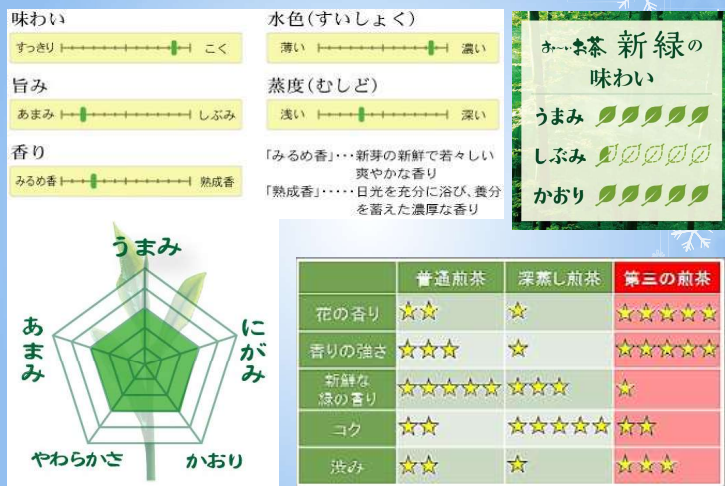 味わい
すっきり こく
旨み
あまみ しぶみ
香り
みるめ香 熟成香
水色(すいしょく)
薄い 濃い
蒸度(むしど)
浅い 深い
「みるめ香」・・・新芽の新鮮で若々しい
爽やかな香り
「熟成香」・・・・・日光を充分に浴び、養分
を蓄えた濃厚な香り
お〜いお茶 新緑の
味わい
うまみ
しぶみ
かおり
うまみ
あまみ
にがみ
やわらかさ
かおり
普通煎茶 深蒸し煎茶 第三の煎茶
花の香り ★★ ★ ★★★★★
香りの強さ ★★★ ★ ★★★★★
新鮮な
緑の香り ★★★★★ ★★★ ★
コク ★★ ★★★★★ ★★
渋み ★★ ★ ★★★